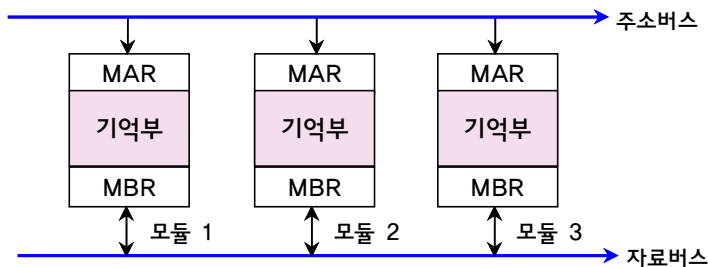 주소버스
MAR MAR MAR
기억부 기억부 기억부
MBR MBR MBR
모듈 1 모듈 2 모듈 3
자료버스